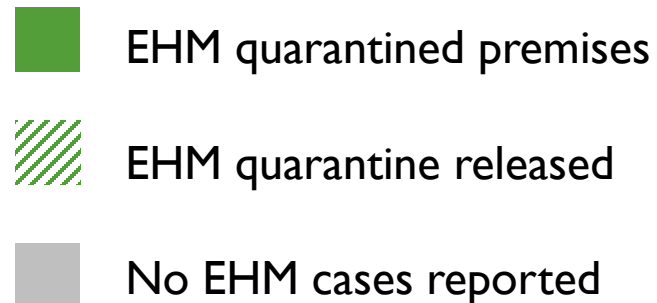 EHM quarantined premises
EHM quarantine released
No EHM cases reported